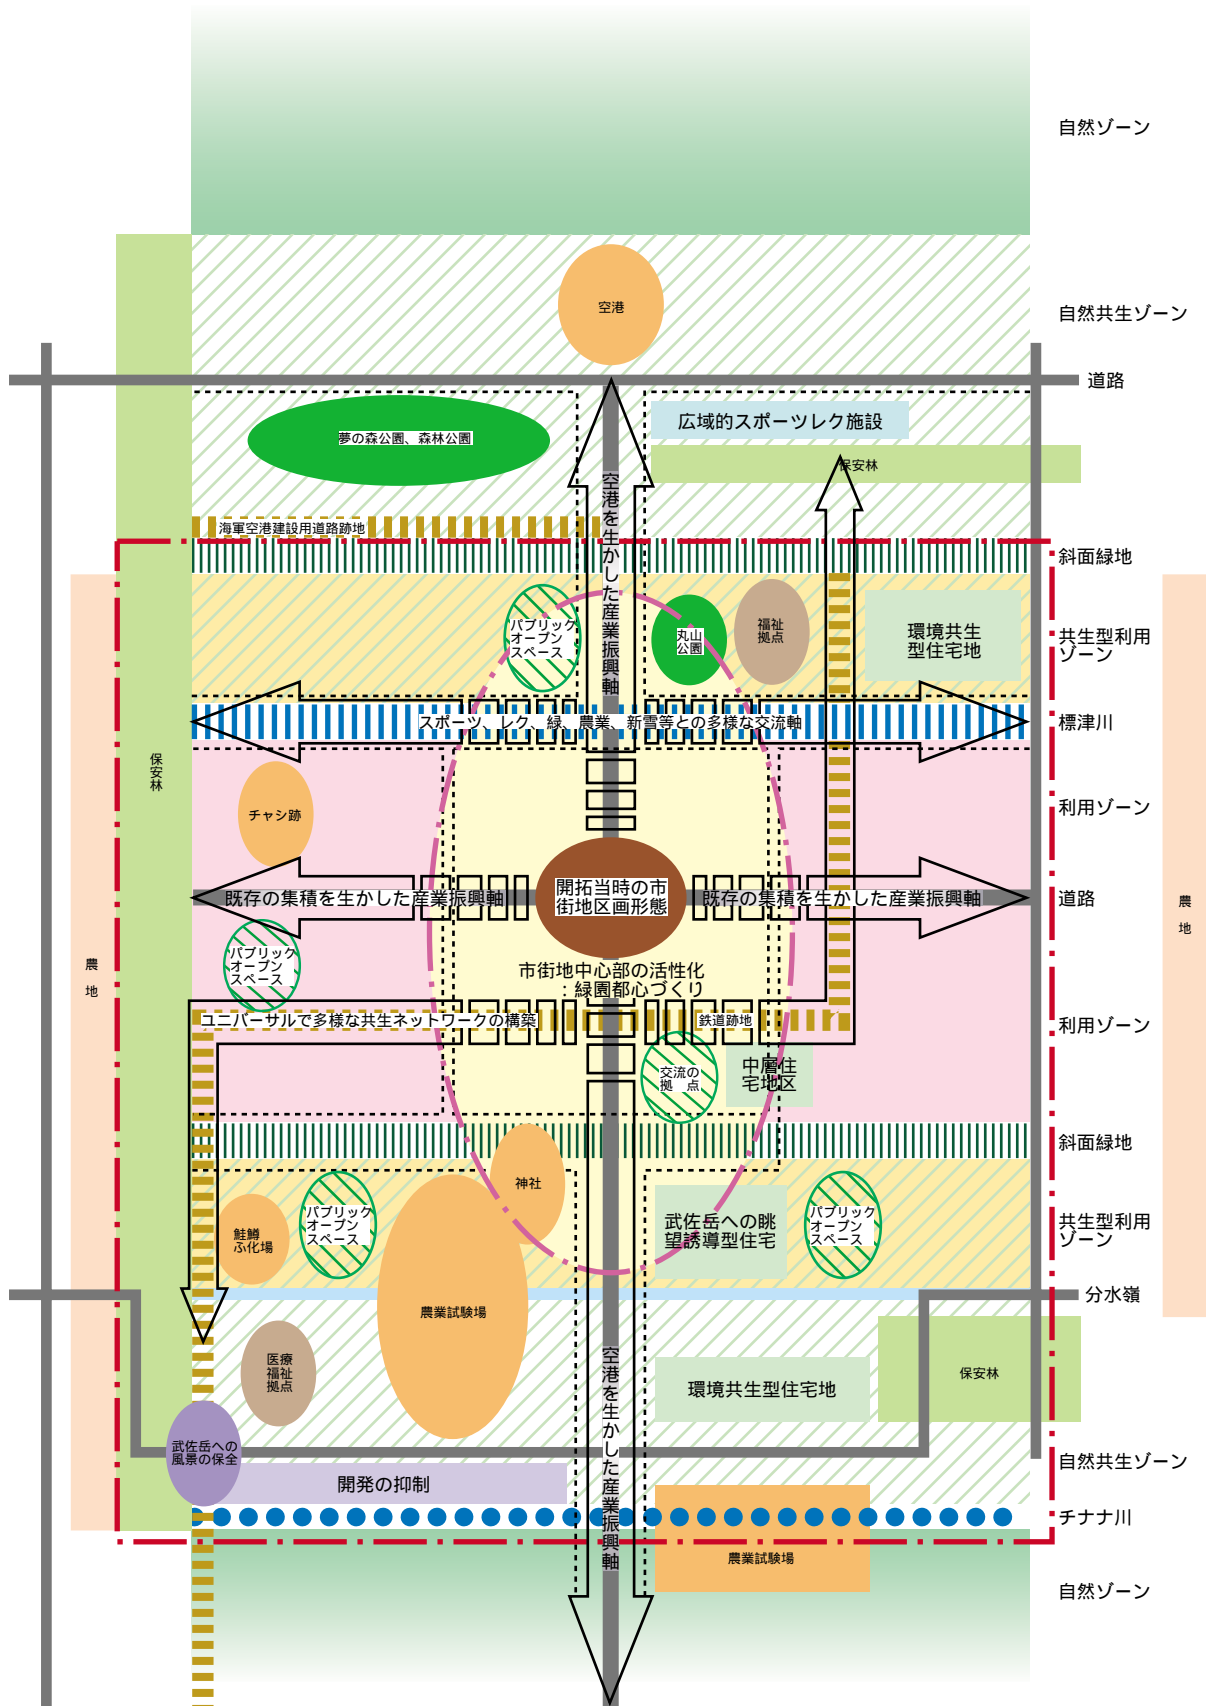 自然ゾーン
空港
自然共生ゾーン
道路
広域的スポーツレク施設
夢の森公園、森林公園
保安林
海軍空港建設用道路跡地
空港を生かした産業振興軸
斜面緑地
パブリック
オープン
スペース
丸山
公園
福祉
拠点
環境共生
型住宅地
共生型利用
ゾーン
スポーツ、レク、緑、農業、新雪等との多様な交流軸
標津川
保安林
チャシ跡
利用ゾーン
開拓当時の市
街地区画形態
既存の集積を生かした産業振興軸
既存の集積を生かした産業振興軸
道路
農地
農地
パブリック
オープン
スペース
市街地中心部の活性化
：緑園都心づくり
ユニバーサルで多様な共生ネットワークの構築
鉄道跡地
利用ゾーン
交流の
拠　点
中層住
宅地区
斜面緑地
神社
鮭鱒
ふ化場
パブリック
オープン
スペース
武佐岳への眺
望誘導型住宅
パブリック
オープン
スペース
共生型利用
ゾーン
分水嶺
農業試験場
医療
福祉
拠点
空港を生かした産業振興軸
環境共生型住宅地
保安林
武佐岳への
風景の保全
自然共生ゾーン
開発の抑制
チナナ川
農業試験場
自然ゾーン